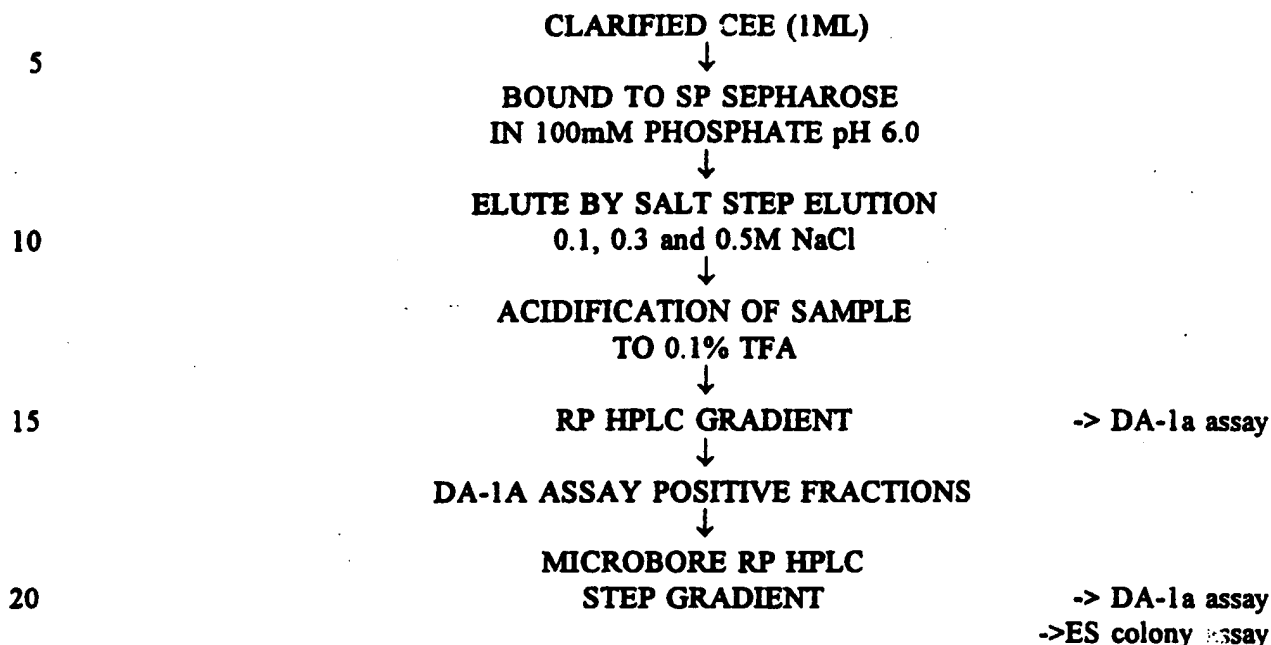 CLARIFIED CEE (1ML)
5
↓
BOUND TO SP SEPHAROSE
IN 100mM PHOSPHATE pH 6.0
↓
ELUTE BY SALT STEP ELUTION
10 0.1, 0.3 and 0.5M NaCl
↓
ACIDIFICATION OF SAMPLE
TO 0.1% TFA
↓
15 RP HPLC GRADIENT -> DA-1a assay
↓
DA-1A ASSAY POSITIVE FRACTIONS
↓
MICROBORE RP HPLC
20 STEP GRADIENT -> DA-1a assay
->ES colony assay